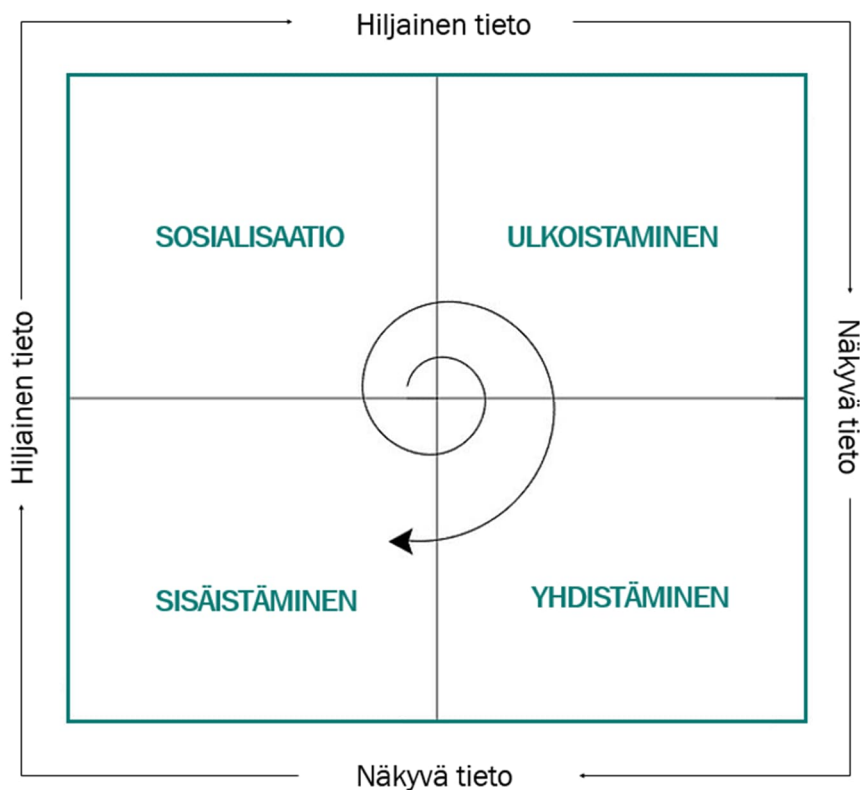 Hiljainen tieto
SOSIALISAATIO
ULKOISTAMINEN
Hiljainen tieto
Näkyvä tieto
SISÄISTÄMINEN
YHDISTÄMINEN
Näkyvä tieto